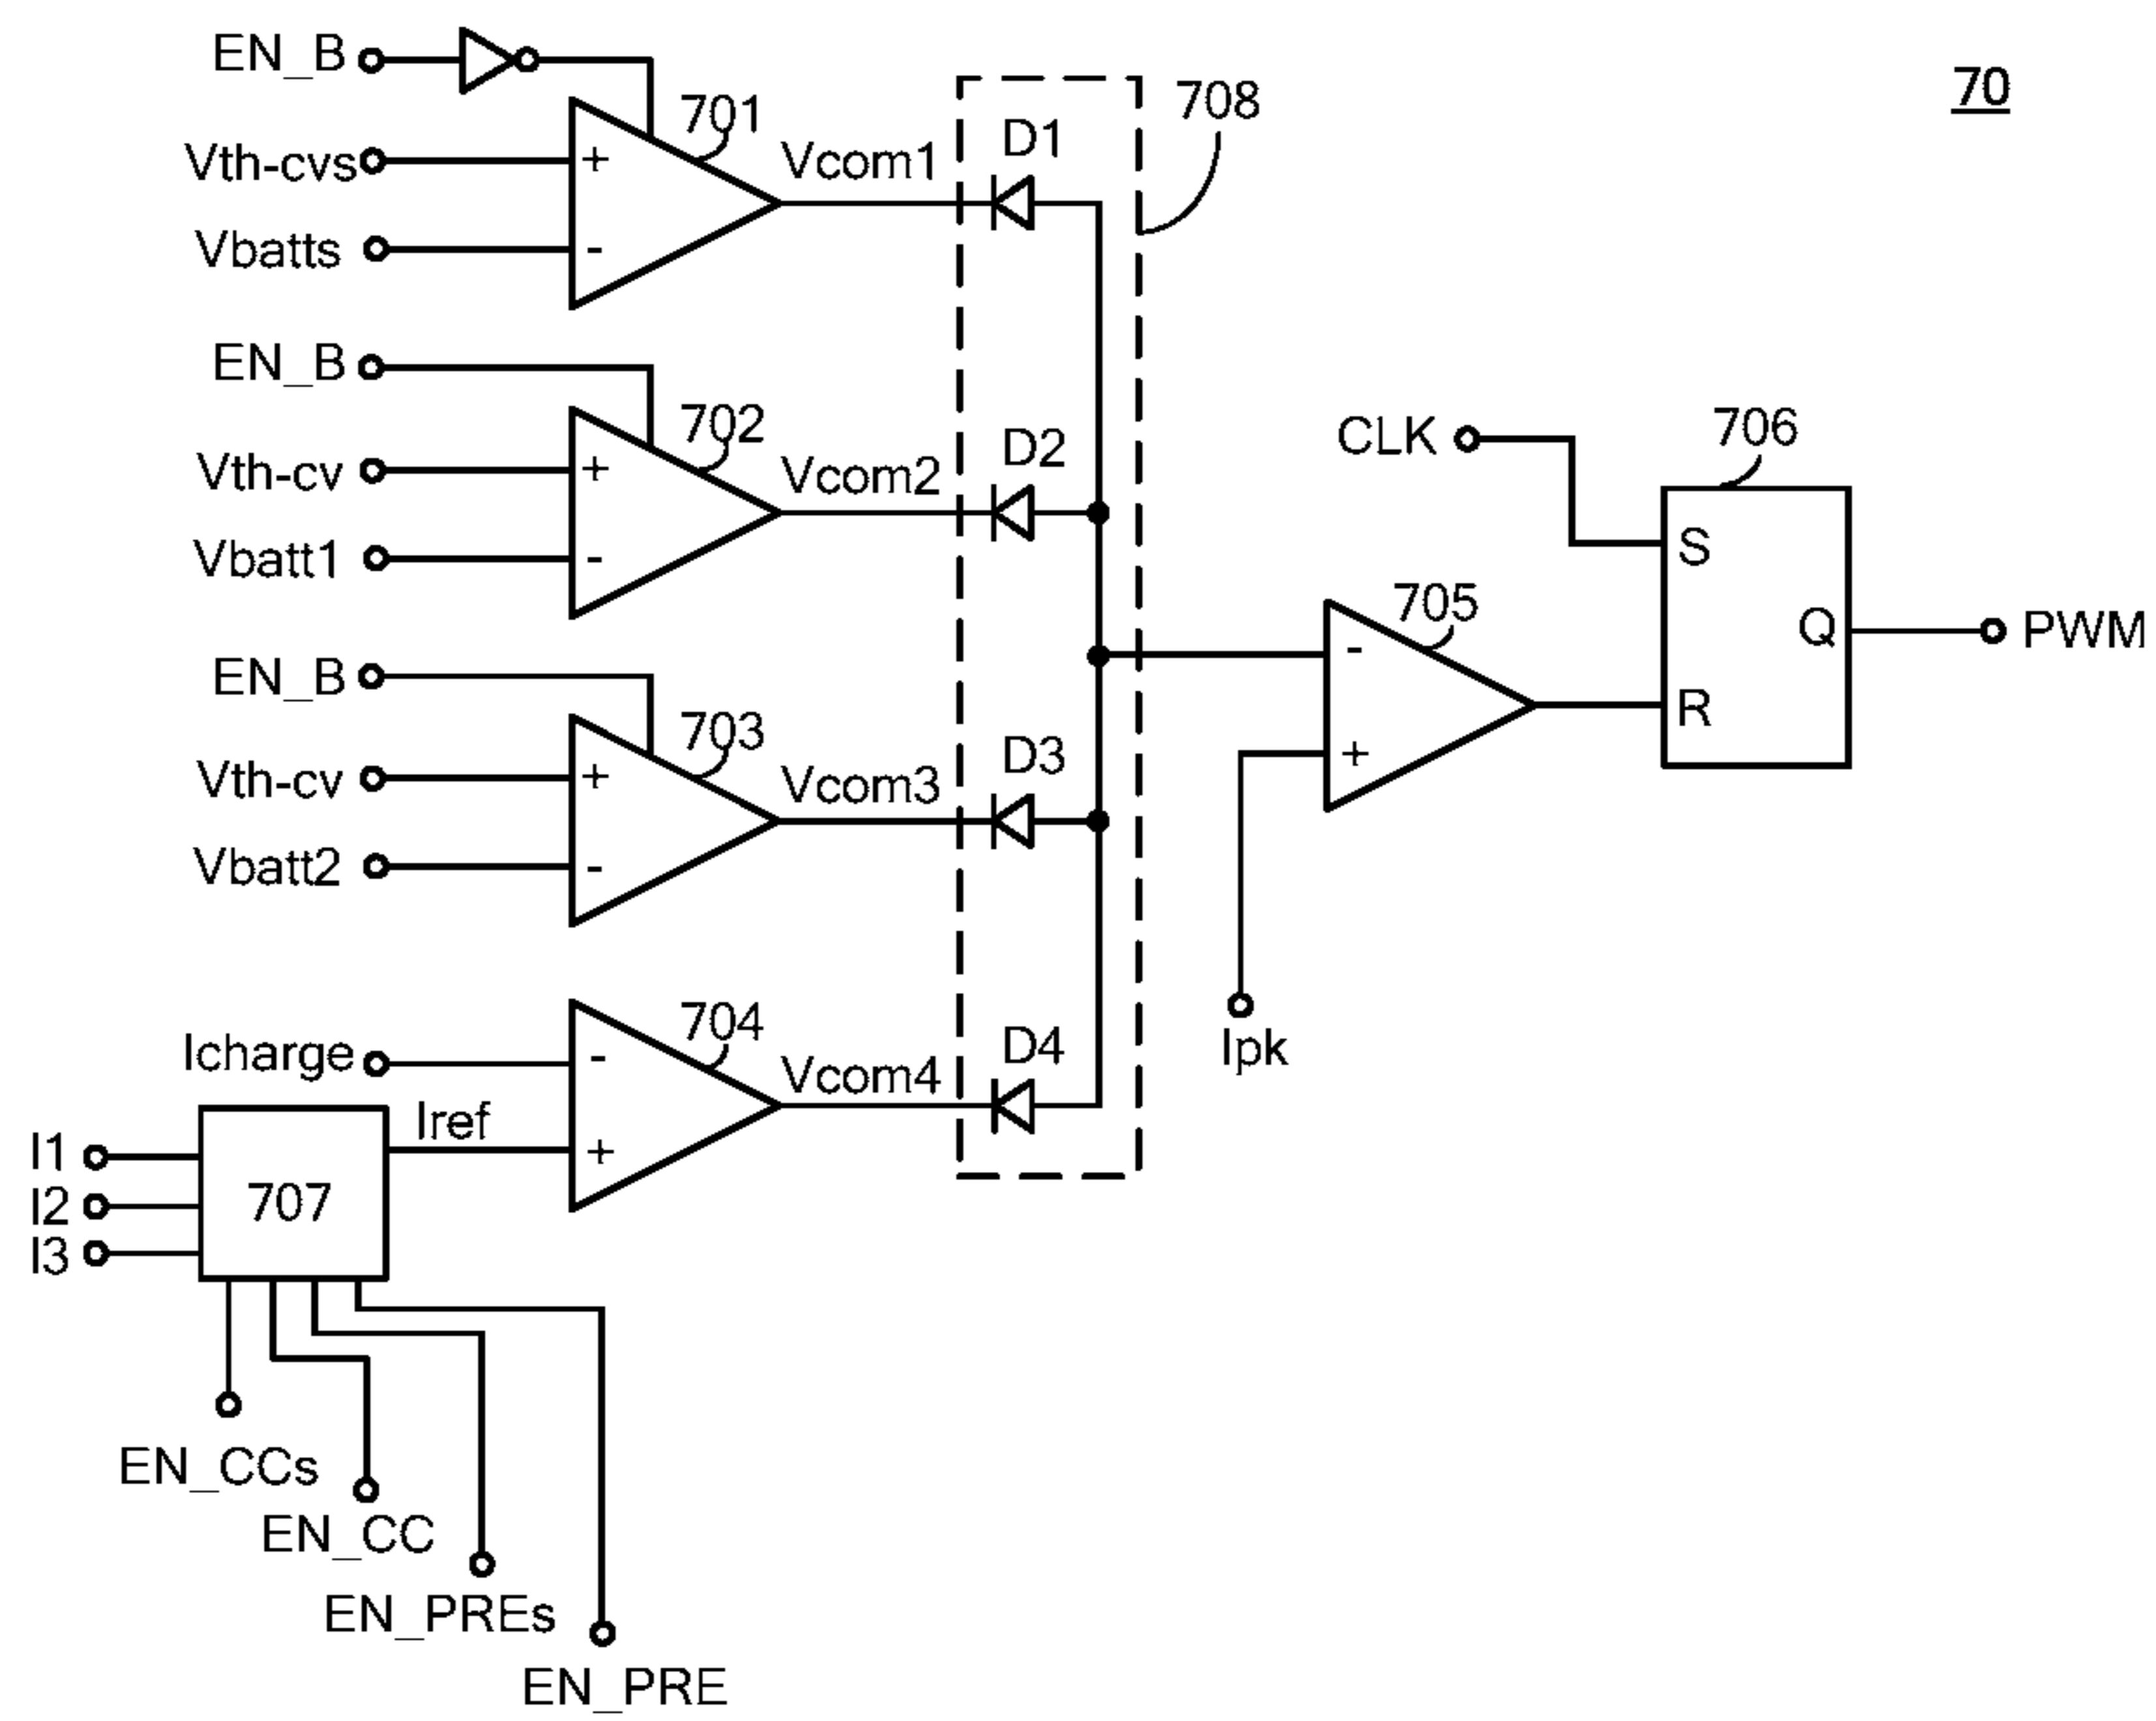 EN_B
70
701
708
D1
Vth-cvs
+
Vcom1
Vbatts
-
EN_B
702
CLK
706
D2
Vth-cv
+
Vcom2
S
Vbatt1
-
705
Q
PWM
EN_B
-
R
703
D3
+
Vth-cv
+
Vcom3
Vbatt2
-
704
D4
Ipk
Icharge
-
Vcom4
Iref
I1
+
707
I2
I3
EN_CCs
EN_CC
EN_PREs
EN_PRE